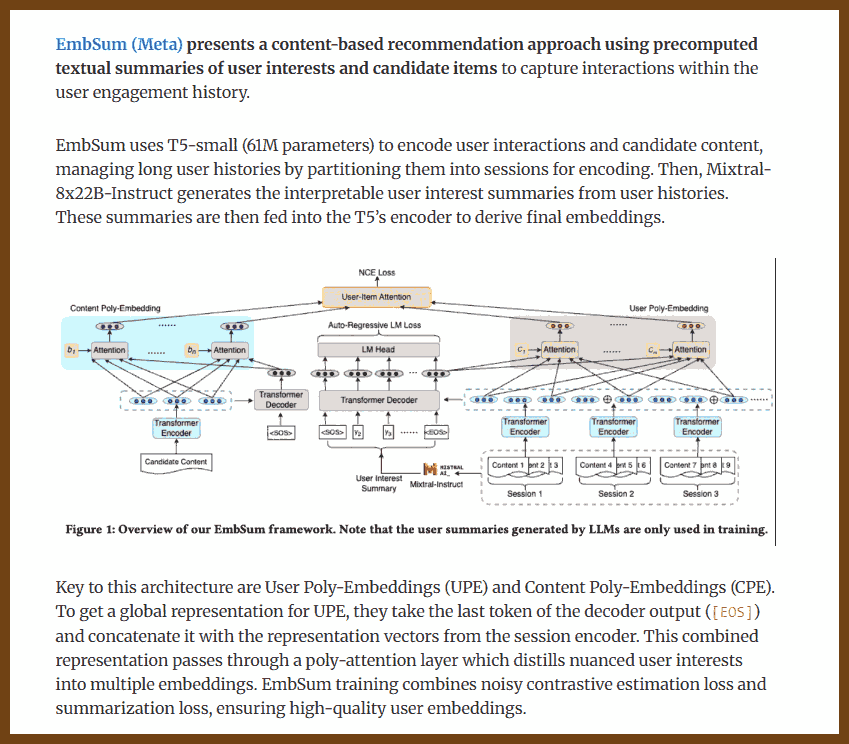 EmbSum (Meta) presents a content-based recommendation approach using precomputed
textual summaries of user interests and candidate items to capture interactions within the
user engagement history.
EmbSum uses T5-small (61M parameters) to encode user interactions and candidate content,
managing long user histories by partitioning them into sessions for encoding. Then, Mixtral-
8x22B-Instruct generates the interpretable user interest summaries from user histories.
These summaries are then fed into the T5’s encoder to derive final embeddings.
NCE Loss
User-Item Attention
Content Poly-Embedding
User Poly-Embedding
Auto-Regressive LM Loss
b1 Attention ...... bn Attention
LM Head
C1 Attention ...... Attention
Transformer
Decoder
Transformer Decoder
Transformer
Encoder
Transformer
Encoder
Transformer
Encoder
Transformer
Encoder
<SOS>
<SOS> y2 y3 ...... <EOS>
Candidate Content
User Interest
Summary
MISTRAL
AI_
Mixtral-Instruct
Content 1 ent 2 t 3
Content 4 ent 5 t 6
Content 7 ent 8 t 9
Session 1
Session 2
Session 3
Figure 1: Overview of our EmbSum framework. Note that the user summaries generated by LLMs are only used in training.
Key to this architecture are User Poly-Embeddings (UPE) and Content Poly-Embeddings (CPE).
To get a global representation for UPE, they take the last token of the decoder output ([EOS])
and concatenate it with the representation vectors from the session encoder. This combined
representation passes through a poly-attention layer which distills nuanced user interests
into multiple embeddings. EmbSum training combines noisy contrastive estimation loss and
summarization loss, ensuring high-quality user embeddings.